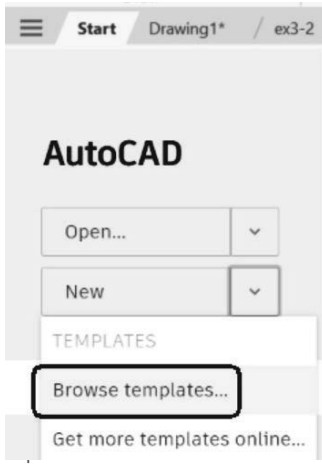 Start Drawing1* ex3-2
AutoCAD
Open...
New
TEMPLATES
Browse templates...
Get more templates online...